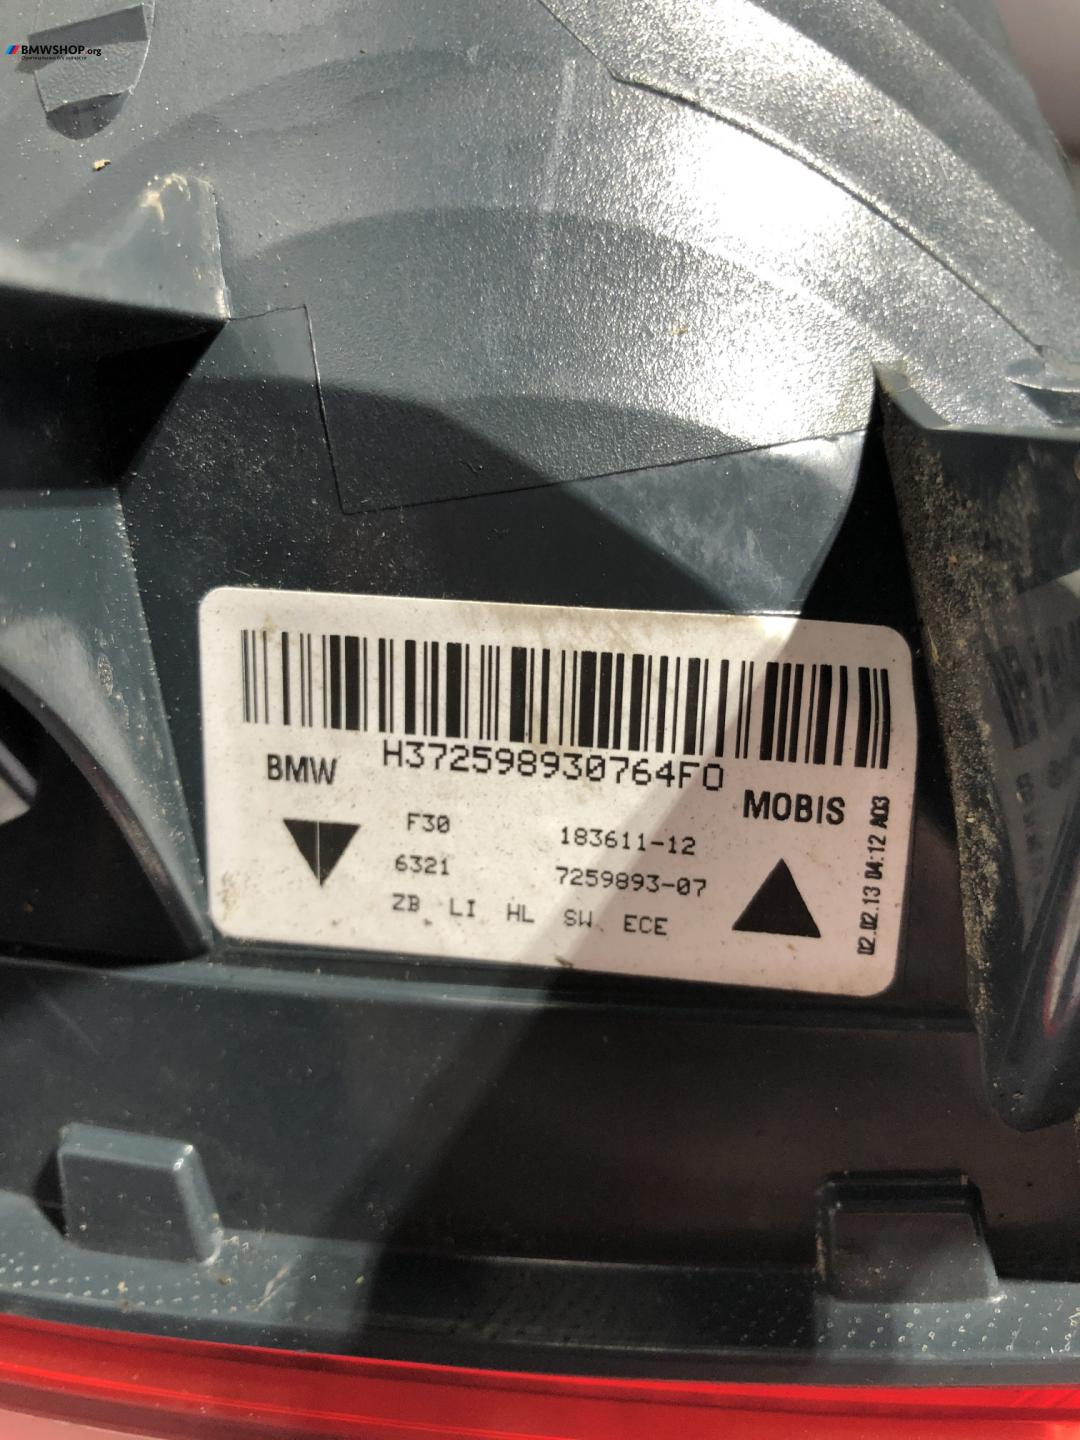 BMWSHOP.org
H372598930764F0
BMW
MOBIS
F30 183611-12
6321 7259893-07
ZB LI HL SW ECE
02.02.13 04:12 A03